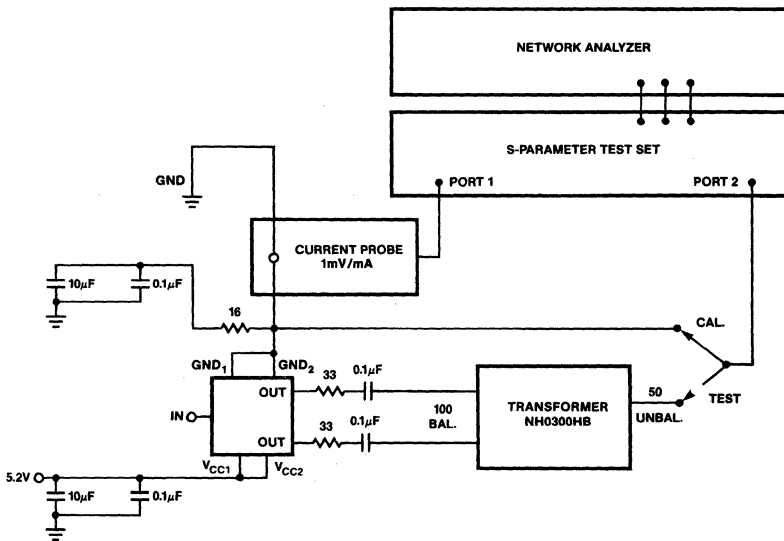 NETWORK ANALYZER
S-PARAMETER TEST SET
PORT 1
PORT 2
GND
CURRENT PROBE
1mV/mA
10µF
0.1µF
16
CAL.
GND1
GND2
33
0.1µF
OUT
IN
OUT
33
0.1µF
100
BAL.
TRANSFORMER
NH0300HB
50
UNBAL.
TEST
VCC1
VCC2
5.2V
10µF
0.1µF